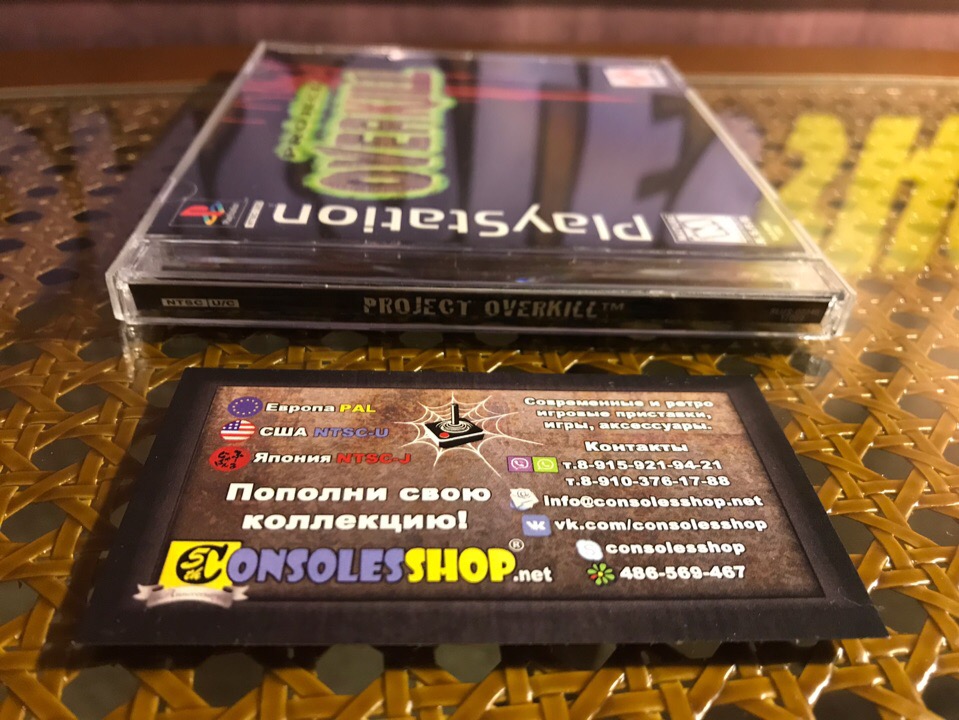 PROJECT
OVERKILL
PlayStation
NTSC U/C
PROJECT OVERKILL™
Европа PAL
США NTSC-U
Япония NTSC-J
Пополни свою
коллекцию!
CONSOLESSHOP®.net
Современные и ретро
игровые приставки,
игры, аксессуары.
Контакты
т.8-915-921-94-21
т.8-910-376-17-88
info@consolesshop.net
vk.com/consolesshop
consolesshop
486-569-467